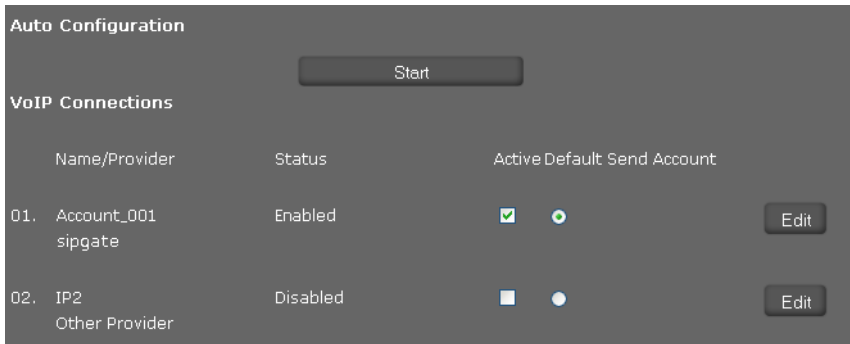 Auto Configuration
Start
VoIP Connections
Name/Provider Status Active Default Send Account
01. Account_001 Enabled Edit
sipgate
02. IP2 Disabled Edit
Other Provider